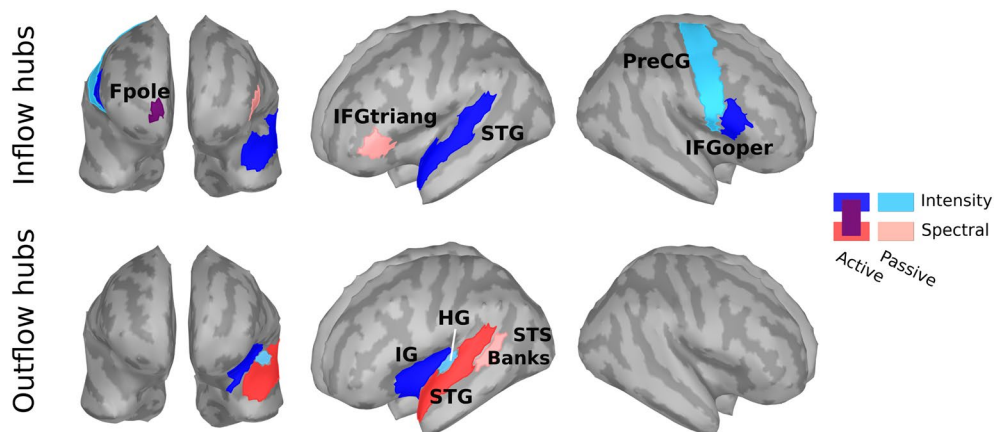 Inflow hubs
Fpole
IFGtriang
STG
PreCG
IFGoper
Intensity
Spectral
Active
Passive
Outflow hubs
HG
IG
STS
Banks
STG